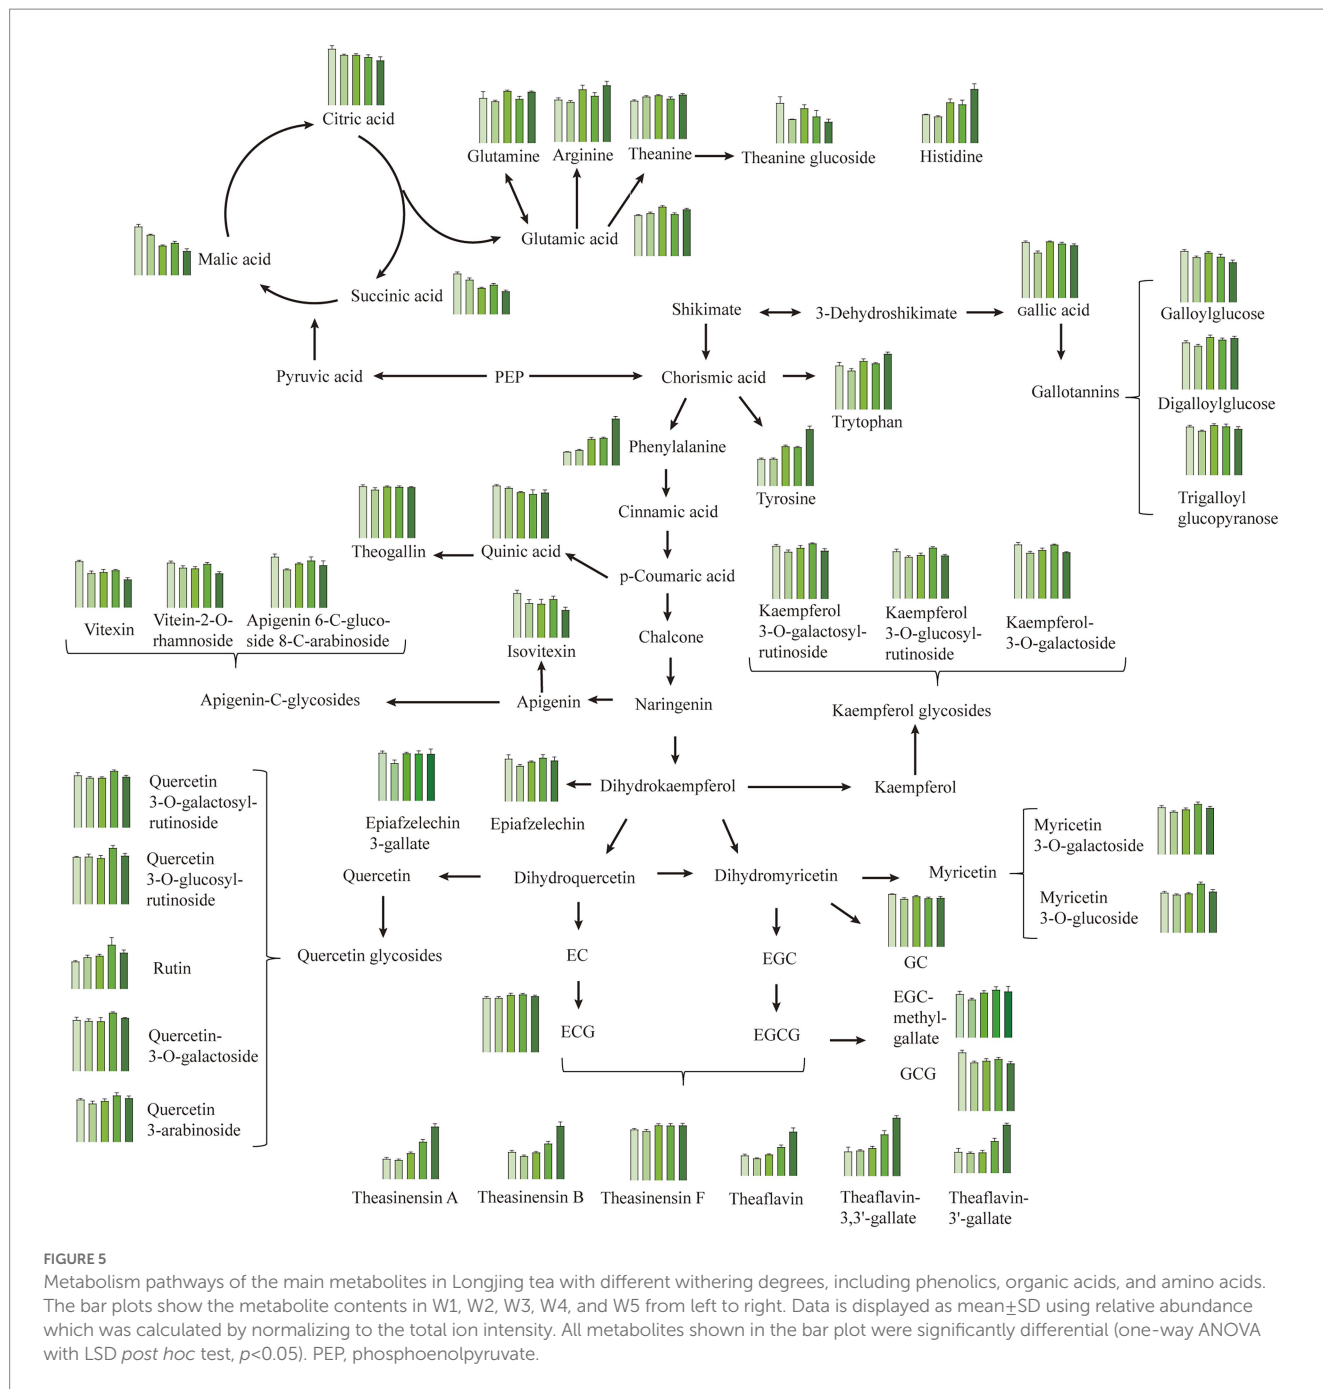 Citric acid
Glutamine
Arginine
Theanine
Theanine glucoside
Histidine
Malic acid
Glutamic acid
Succinic acid
Shikimate
3-Dehydroshikimate
Gallic acid
Galloylglucose
Pyruvic acid
PEP
Chorismic acid
Gallotannins
Digalloylglucose
Trytophan
Phenylalanine
Tyrosine
Trigalloyl
glucopyranose
Cinnamic acid
Theogallin
Quinic acid
p-Coumaric acid
Vitexin
Vitein-2-O-
rhamnoside
Apigenin 6-C-gluco-
side 8-C-arabinoside
Isovitexin
Chalcone
Kaempferol
3-O-galactosyl-
rutinoside
Kaempferol
3-O-glucosyl-
rutinoside
Kaempferol-
3-O-galactoside
Apigenin-C-glycosides
Apigenin
Naringenin
Kaempferol glycosides
Quercetin
3-O-galactosyl-
rutinoside
Epiafzelechin
3-gallate
Epiafzelechin
Dihydrokaempferol
Kaempferol
Myricetin
3-O-galactoside
Quercetin
3-O-glucosyl-
rutinoside
Quercetin
Dihydroquercetin
Dihydromyricetin
Myricetin
Myricetin
3-O-glucoside
Rutin
Quercetin glycosides
EC
EGC
GC
Quercetin-
3-O-galactoside
ECG
EGCG
EGC-
methyl-
gallate
GCG
Quercetin
3-arabinoside
Theasinensin A
Theasinensin B
Theasinensin F
Theaflavin
Theaflavin-
3,3'-gallate
Theaflavin-
3'-gallate
FIGURE 5
Metabolism pathways of the main metabolites in Longjing tea with different withering degrees, including phenolics, organic acids, and amino acids.
The bar plots show the metabolite contents in W1, W2, W3, W4, and W5 from left to right. Data is displayed as mean±SD using relative abundance
which was calculated by normalizing to the total ion intensity. All metabolites shown in the bar plot were significantly differential (one-way ANOVA
with LSD post hoc test, p<0.05). PEP, phosphoenolpyruvate.